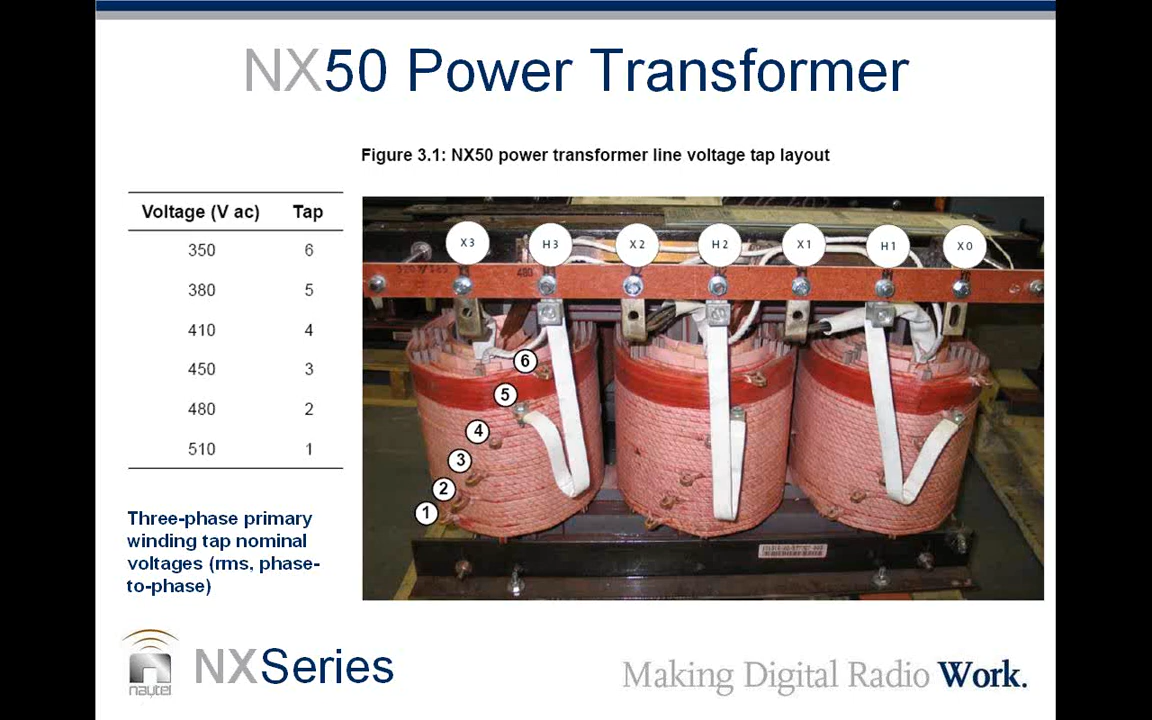 NX50 Power Transformer
Figure 3.1: NX50 power transformer line voltage tap layout
Voltage (V ac) Tap
350 6
380 5
410 4
450 3
480 2
510 1
Three-phase primary
winding tap nominal
voltages (rms, phase-
to-phase)
X3 H3 X2 H2 X1 H1 X0
480
6
5
4
3
2
1
nautel
NXSeries
Making Digital Radio Work.